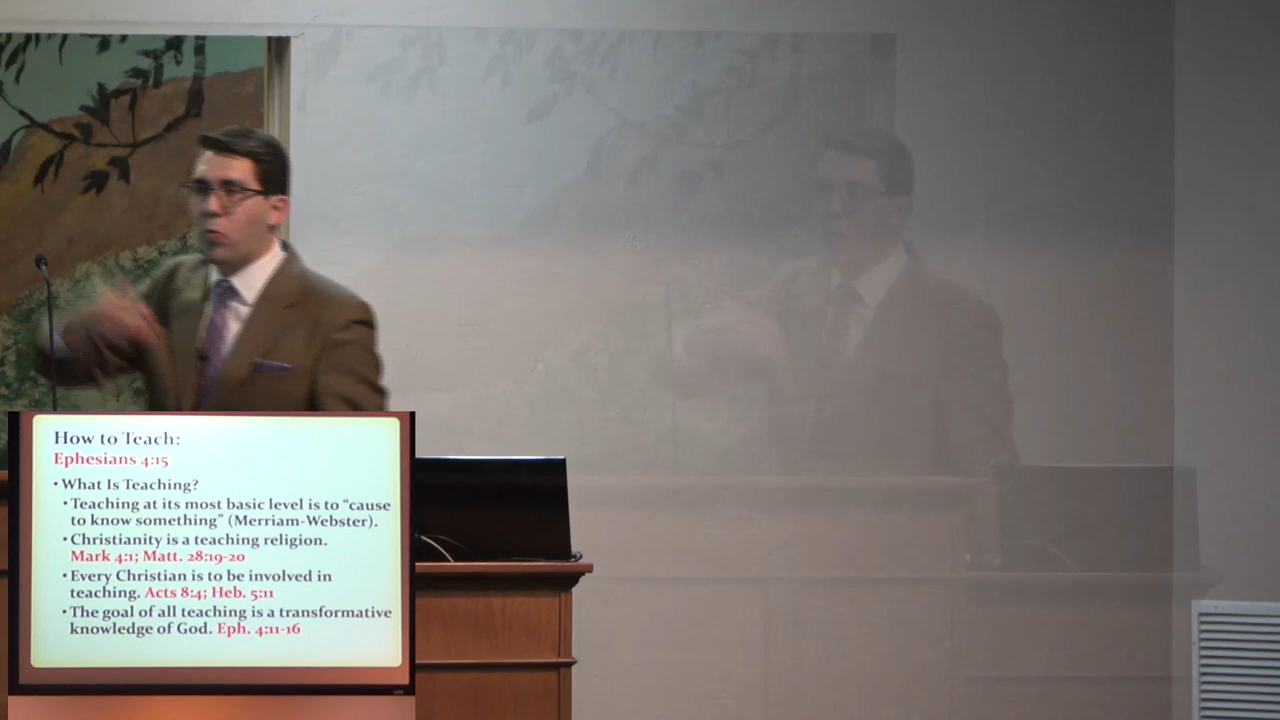 How to Teach:
Ephesians 4:15
• What Is Teaching?
• Teaching at its most basic level is to “cause
to know something” (Merriam-Webster).
• Christianity is a teaching religion.
Mark 4:1; Matt. 28:19-20
• Every Christian is to be involved in
teaching. Acts 8:4; Heb. 5:11
• The goal of all teaching is a transformative
knowledge of God. Eph. 4:11-16